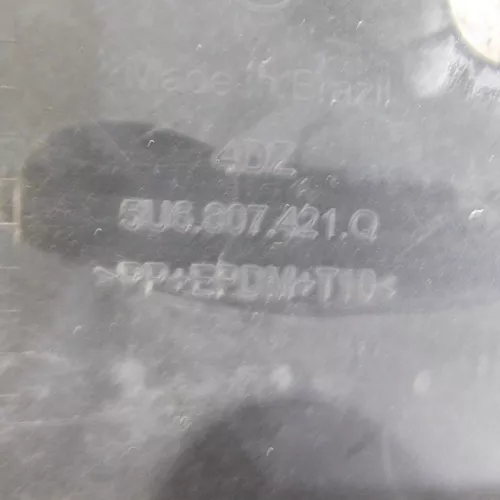 Made in Brazil
4DZ
5U6.807.421.Q
>PP+EPDM+T10<